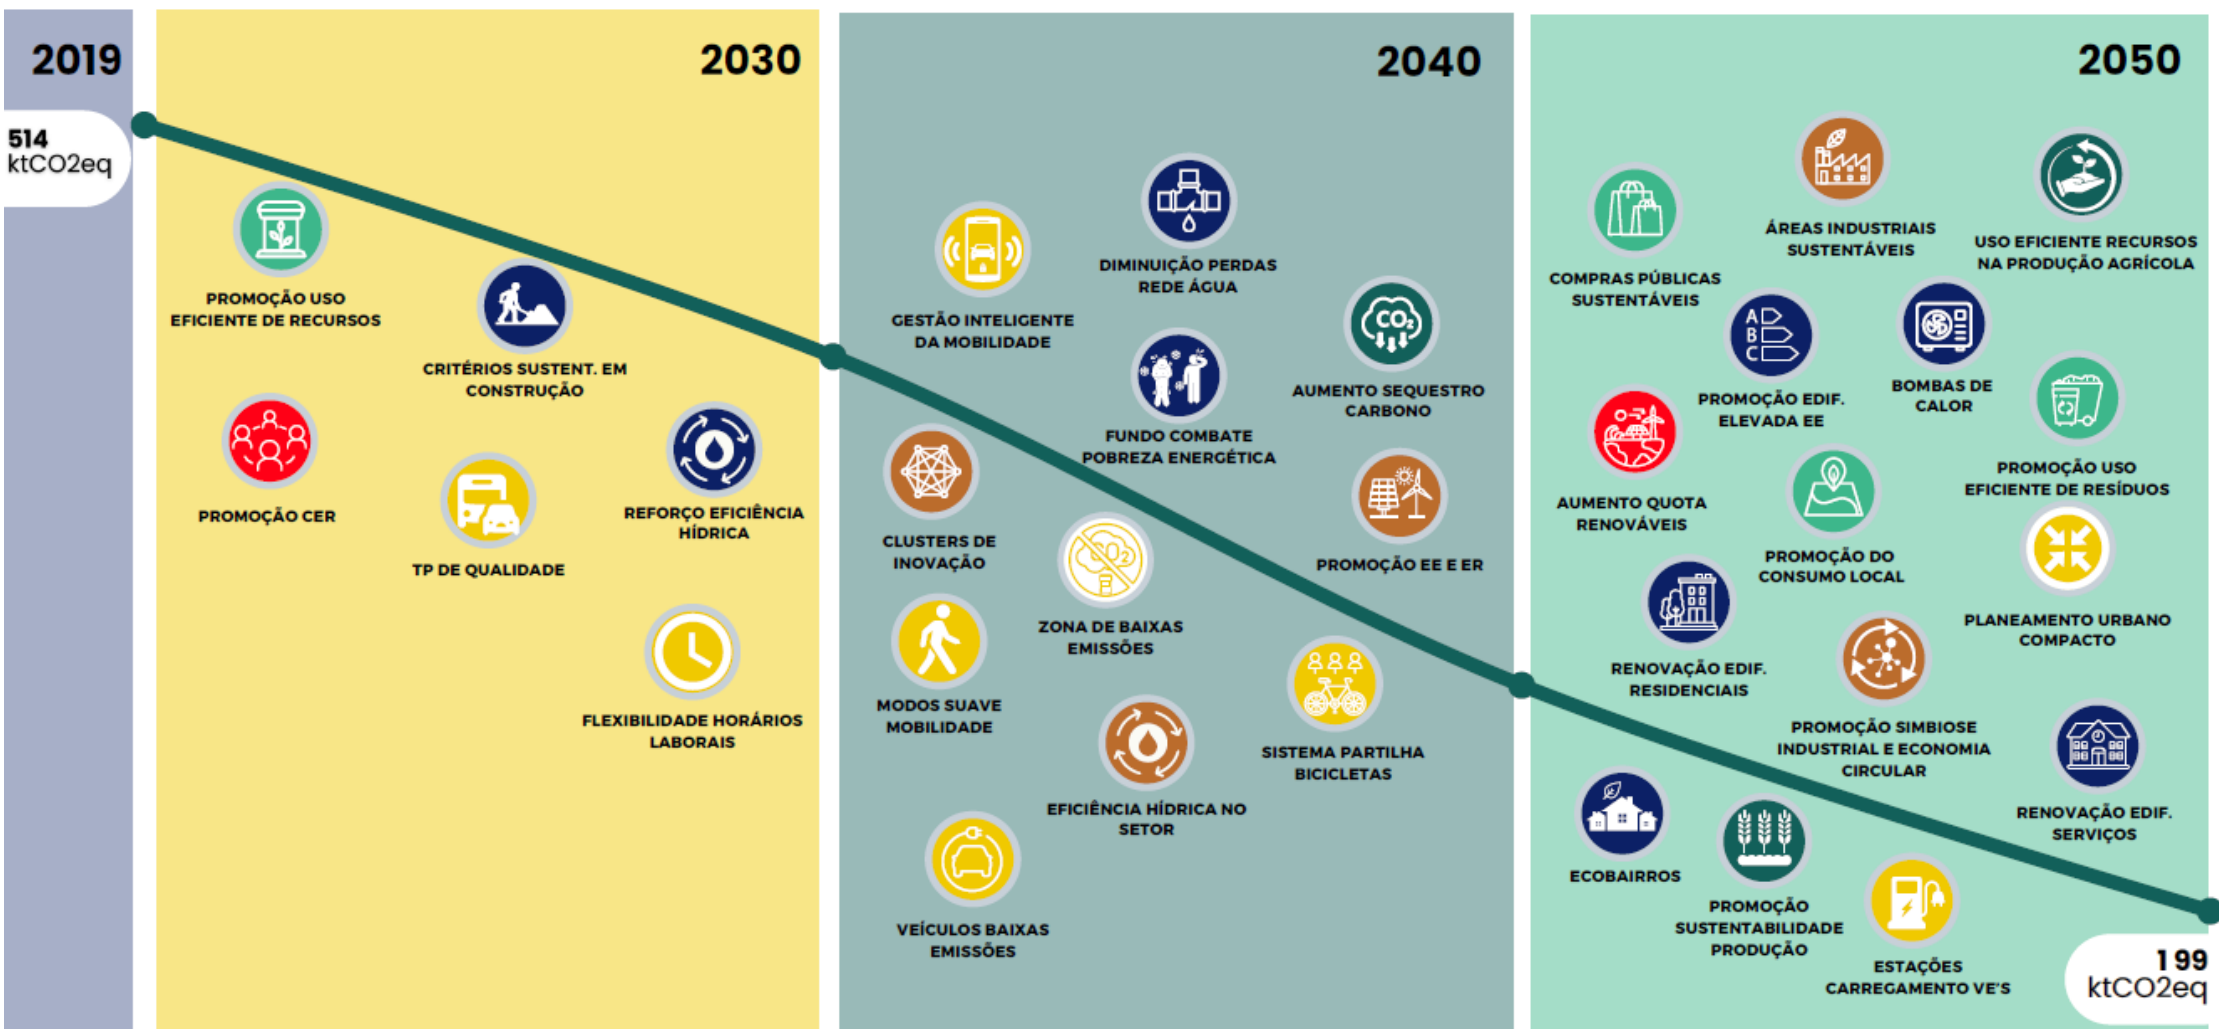 2019
514
ktCO2eq
2030
PROMOÇÃO USO
EFICIENTE DE RECURSOS
CRITÉRIOS SUSTENT. EM
CONSTRUÇÃO
PROMOÇÃO CER
TP DE QUALIDADE
REFORÇO EFICIÊNCIA
HÍDRICA
FLEXIBILIDADE HORÁRIOS
LABORAIS
2040
GESTÃO INTELIGENTE
DA MOBILIDADE
DIMINUIÇÃO PERDAS
REDE ÁGUA
CO2
AUMENTO SEQUESTRO
CARBONO
FUNDO COMBATE
POBREZA ENERGÉTICA
CLUSTERS DE
INOVAÇÃO
CO2
ZONA DE BAIXAS
EMISSÕES
PROMOÇÃO EE E ER
MODOS SUAVE
MOBILIDADE
EFICIÊNCIA HÍDRICA NO
SETOR
SISTEMA PARTILHA
BICICLETAS
VEÍCULOS BAIXAS
EMISSÕES
2050
COMPRAS PÚBLICAS
SUSTENTÁVEIS
ÁREAS INDUSTRIAIS
SUSTENTÁVEIS
USO EFICIENTE RECURSOS
NA PRODUÇÃO AGRÍCOLA
A
B
C
PROMOÇÃO EDIF.
ELEVADA EE
BOMBAS DE
CALOR
AUMENTO QUOTA
RENOVÁVEIS
PROMOÇÃO DO
CONSUMO LOCAL
PROMOÇÃO USO
EFICIENTE DE RESÍDUOS
RENOVAÇÃO EDIF.
RESIDENCIAIS
PLANEAMENTO URBANO
COMPACTO
PROMOÇÃO SIMBIOSE
INDUSTRIAL E ECONOMIA
CIRCULAR
RENOVAÇÃO EDIF.
SERVIÇOS
ECOBAIRROS
PROMOÇÃO
SUSTENTABILIDADE
PRODUÇÃO
ESTAÇÕES
CARREGAMENTO VE'S
199
ktCO2eq